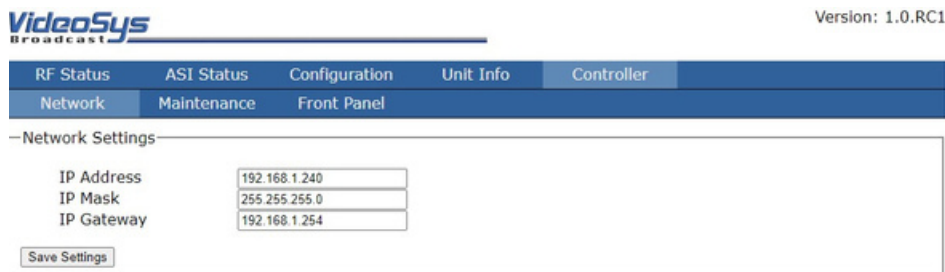 VideoSys
Broadcast
Version: 1.0.RC1
RF Status ASI Status Configuration Unit Info Controller
Network Maintenance Front Panel
Network Settings
IP Address 192.168.1.240
IP Mask 255.255.255.0
IP Gateway 192.168.1.254
Save Settings